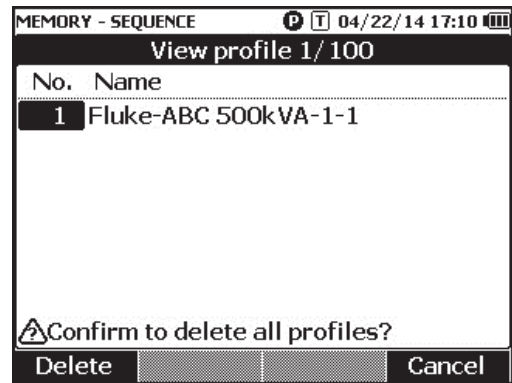 MEMORY - SEQUENCE P T 04/22/14 17:10
View profile 1/100
No. Name
1 Fluke-ABC 500kVA-1-1
Confirm to delete all profiles?
Delete Cancel